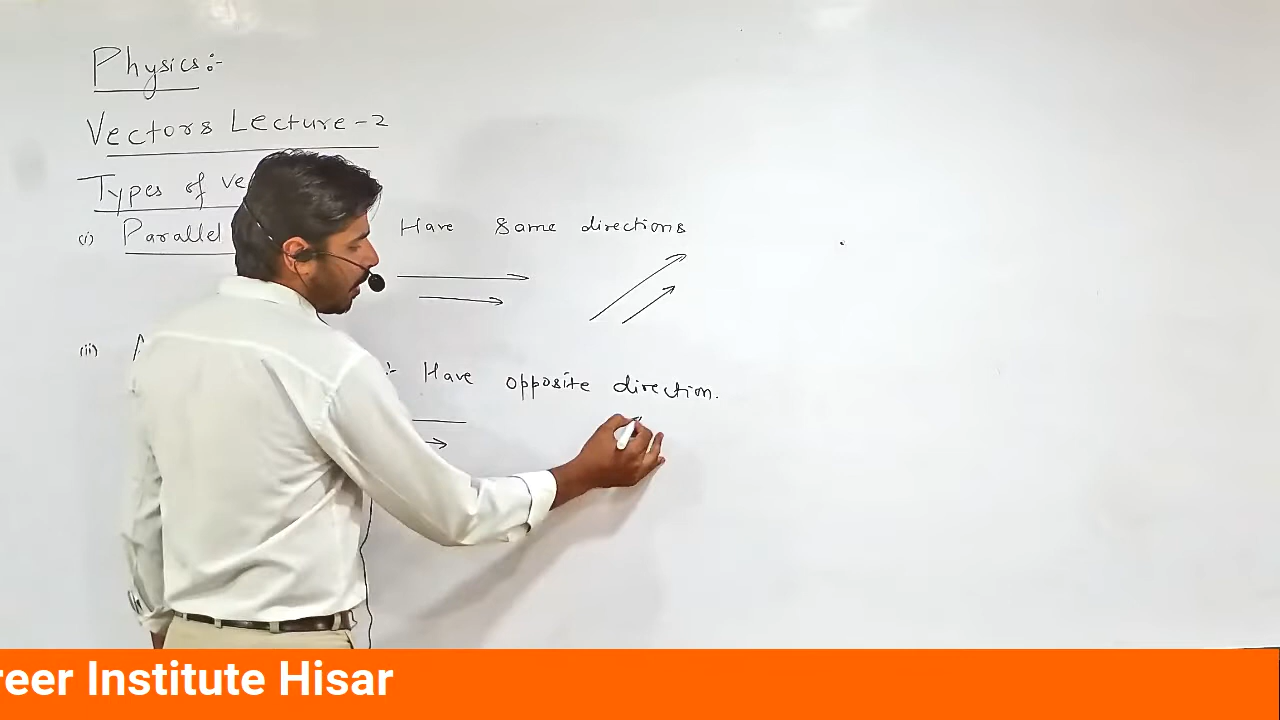 Physics:-
Vectors Lecture-2
Types of ve
(i) Parallel Have Same directions
(ii) A :- Have opposite direction.
reer Institute Hisar